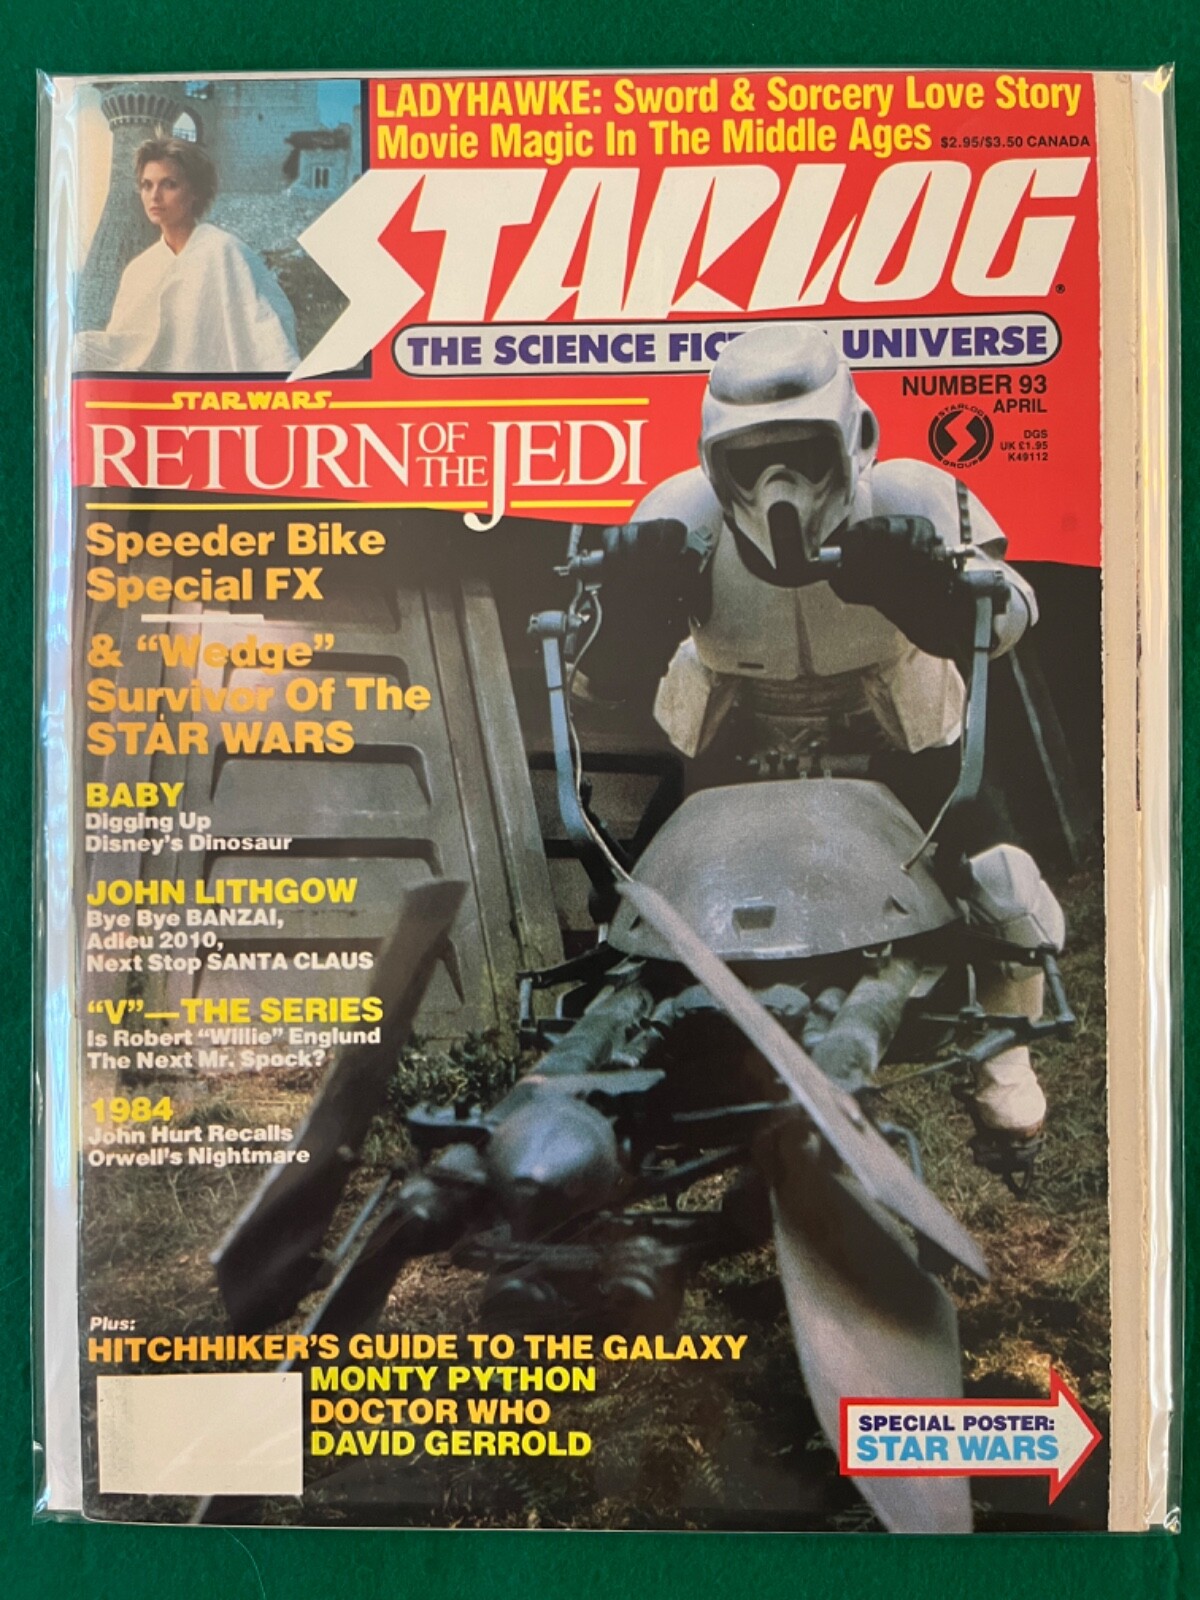 LADYHAWKE: Sword & Sorcery Love Story
Movie Magic In The Middle Ages $2.95/$3.50 CANADA
STARLOG®
THE SCIENCE FICTION UNIVERSE
NUMBER 93
APRIL
STARLOG
GROUP
DGS
UK £1.95
K49112
STAR WARS
RETURN OF THE JEDI
Speeder Bike
Special FX
& “Wedge”
Survivor Of The
STAR WARS
BABY
Digging Up
Disney's Dinosaur
JOHN LITHGOW
Bye Bye BANZAI,
Adieu 2010,
Next Stop SANTA CLAUS
“V”—THE SERIES
Is Robert “Willie” Englund
The Next Mr. Spock?
1984
John Hurt Recalls
Orwell's Nightmare
Plus:
HITCHHIKER'S GUIDE TO THE GALAXY
MONTY PYTHON
DOCTOR WHO
DAVID GERROLD
SPECIAL POSTER:
STAR WARS